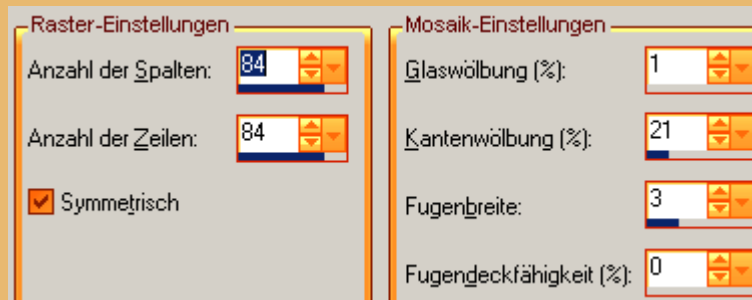 Raster-Einstellungen
Anzahl der Spalten: 84
Anzahl der Zeilen: 84
Symmetrisch
Mosaik-Einstellungen
Glaswölbung (%): 1
Kantenwölbung (%): 21
Fugenbreite: 3
Fugendeckfähigkeit (%): 0